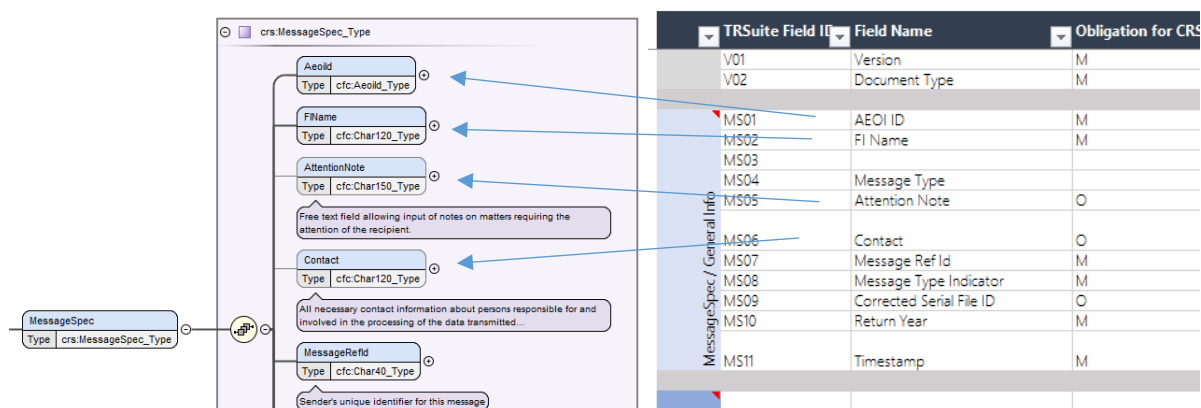 crs:MessageSpec_Type
AeoiId
Type cfc:AeoiId_Type
FIName
Type cfc:Char120_Type
AttentionNote
Type cfc:Char150_Type
Free text field allowing input of notes on matters requiring the
attention of the recipient.
Contact
Type cfc:Char120_Type
All necessary contact information about persons responsible for and
involved in the processing of the data transmitted...
MessageSpec
Type crs:MessageSpec_Type
MessageRefId
Type cfc:Char40_Type
Sender's unique identifier for this message
TRSuite Field ID Field Name Obligation for CRS
V01 Version M
V02 Document Type M
MessageSpec / General Info
MS01 AEOI ID M
MS02 FI Name M
MS03
MS04 Message Type
MS05 Attention Note O
MS06 Contact O
MS07 Message Ref Id M
MS08 Message Type Indicator M
MS09 Corrected Serial File ID O
MS10 Return Year M
MS11 Timestamp M